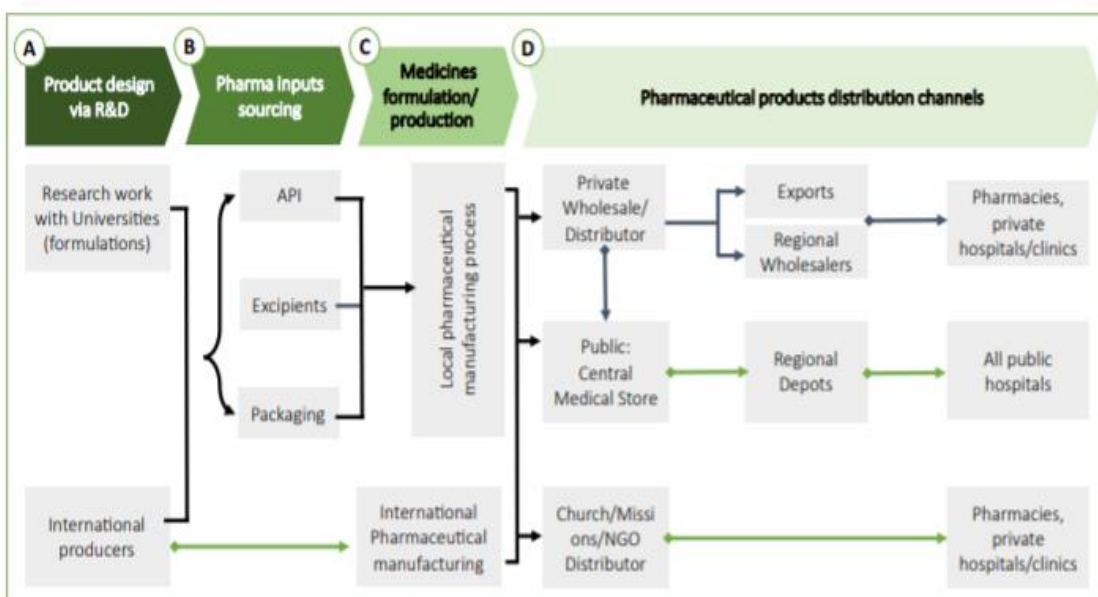 A
B
C
D
Product design
via R&D
Pharma inputs
sourcing
Medicines
formulation/
production
Pharmaceutical products distribution channels
Research work
with Universities
(formulations)
API
Excipients
Packaging
Local pharmaceutical
manufacturing process
Private
Wholesale/
Distributor
Exports
Regional
Wholesalers
Pharmacies,
private
hospitals/clinics
Public:
Central
Medical Store
Regional
Depots
All public
hospitals
International
producers
International
Pharmaceutical
manufacturing
Church/Missi
ons/NGO
Distributor
Pharmacies,
private
hospitals/clinics